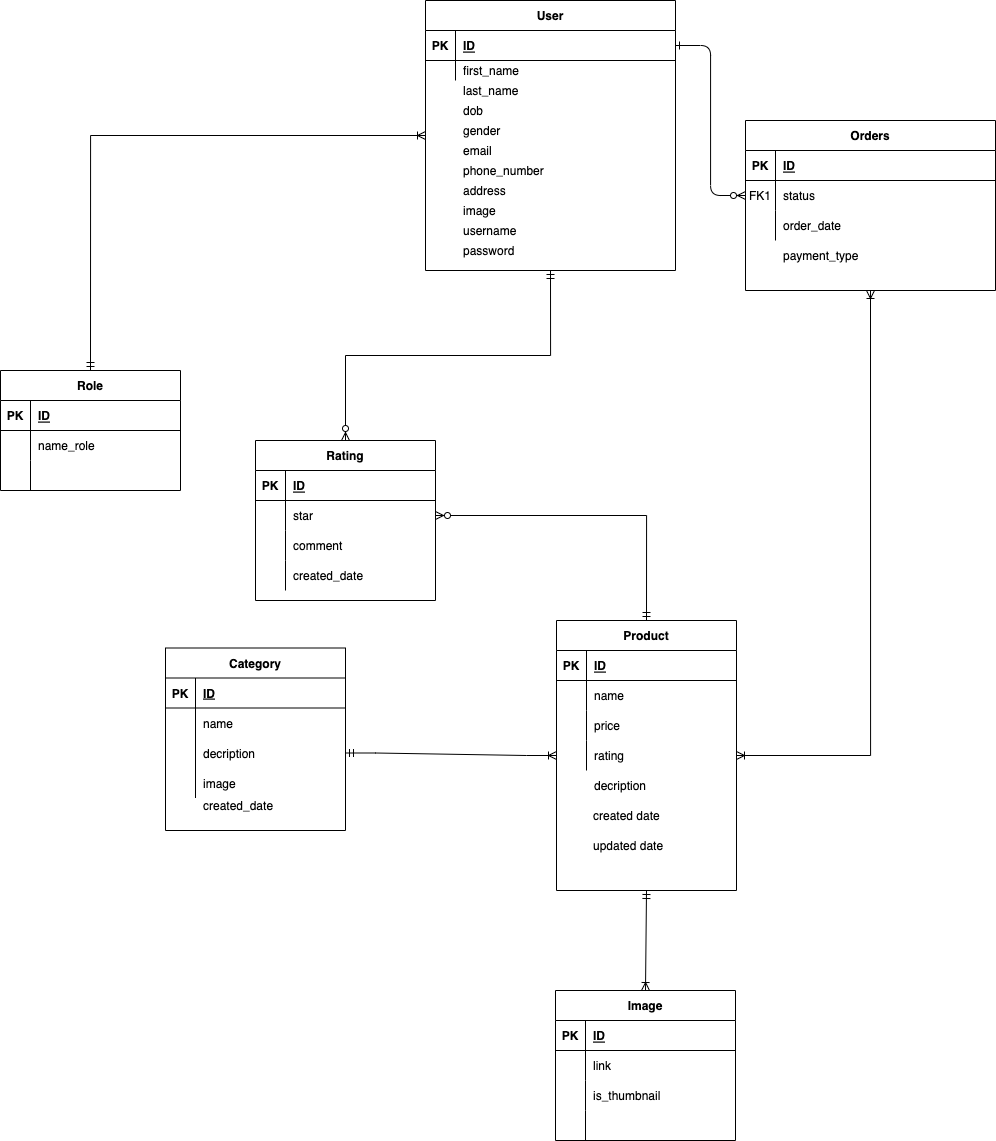 User
PK ID
first_name
last_name
dob
gender
email
phone_number
address
image
username
password
Orders
PK ID
FK1 status
order_date
payment_type
Role
PK ID
name_role
Rating
PK ID
star
comment
created_date
Category
PK ID
name
decription
image
created_date
Product
PK ID
name
price
rating
decription
created date
updated date
Image
PK ID
link
is_thumbnail